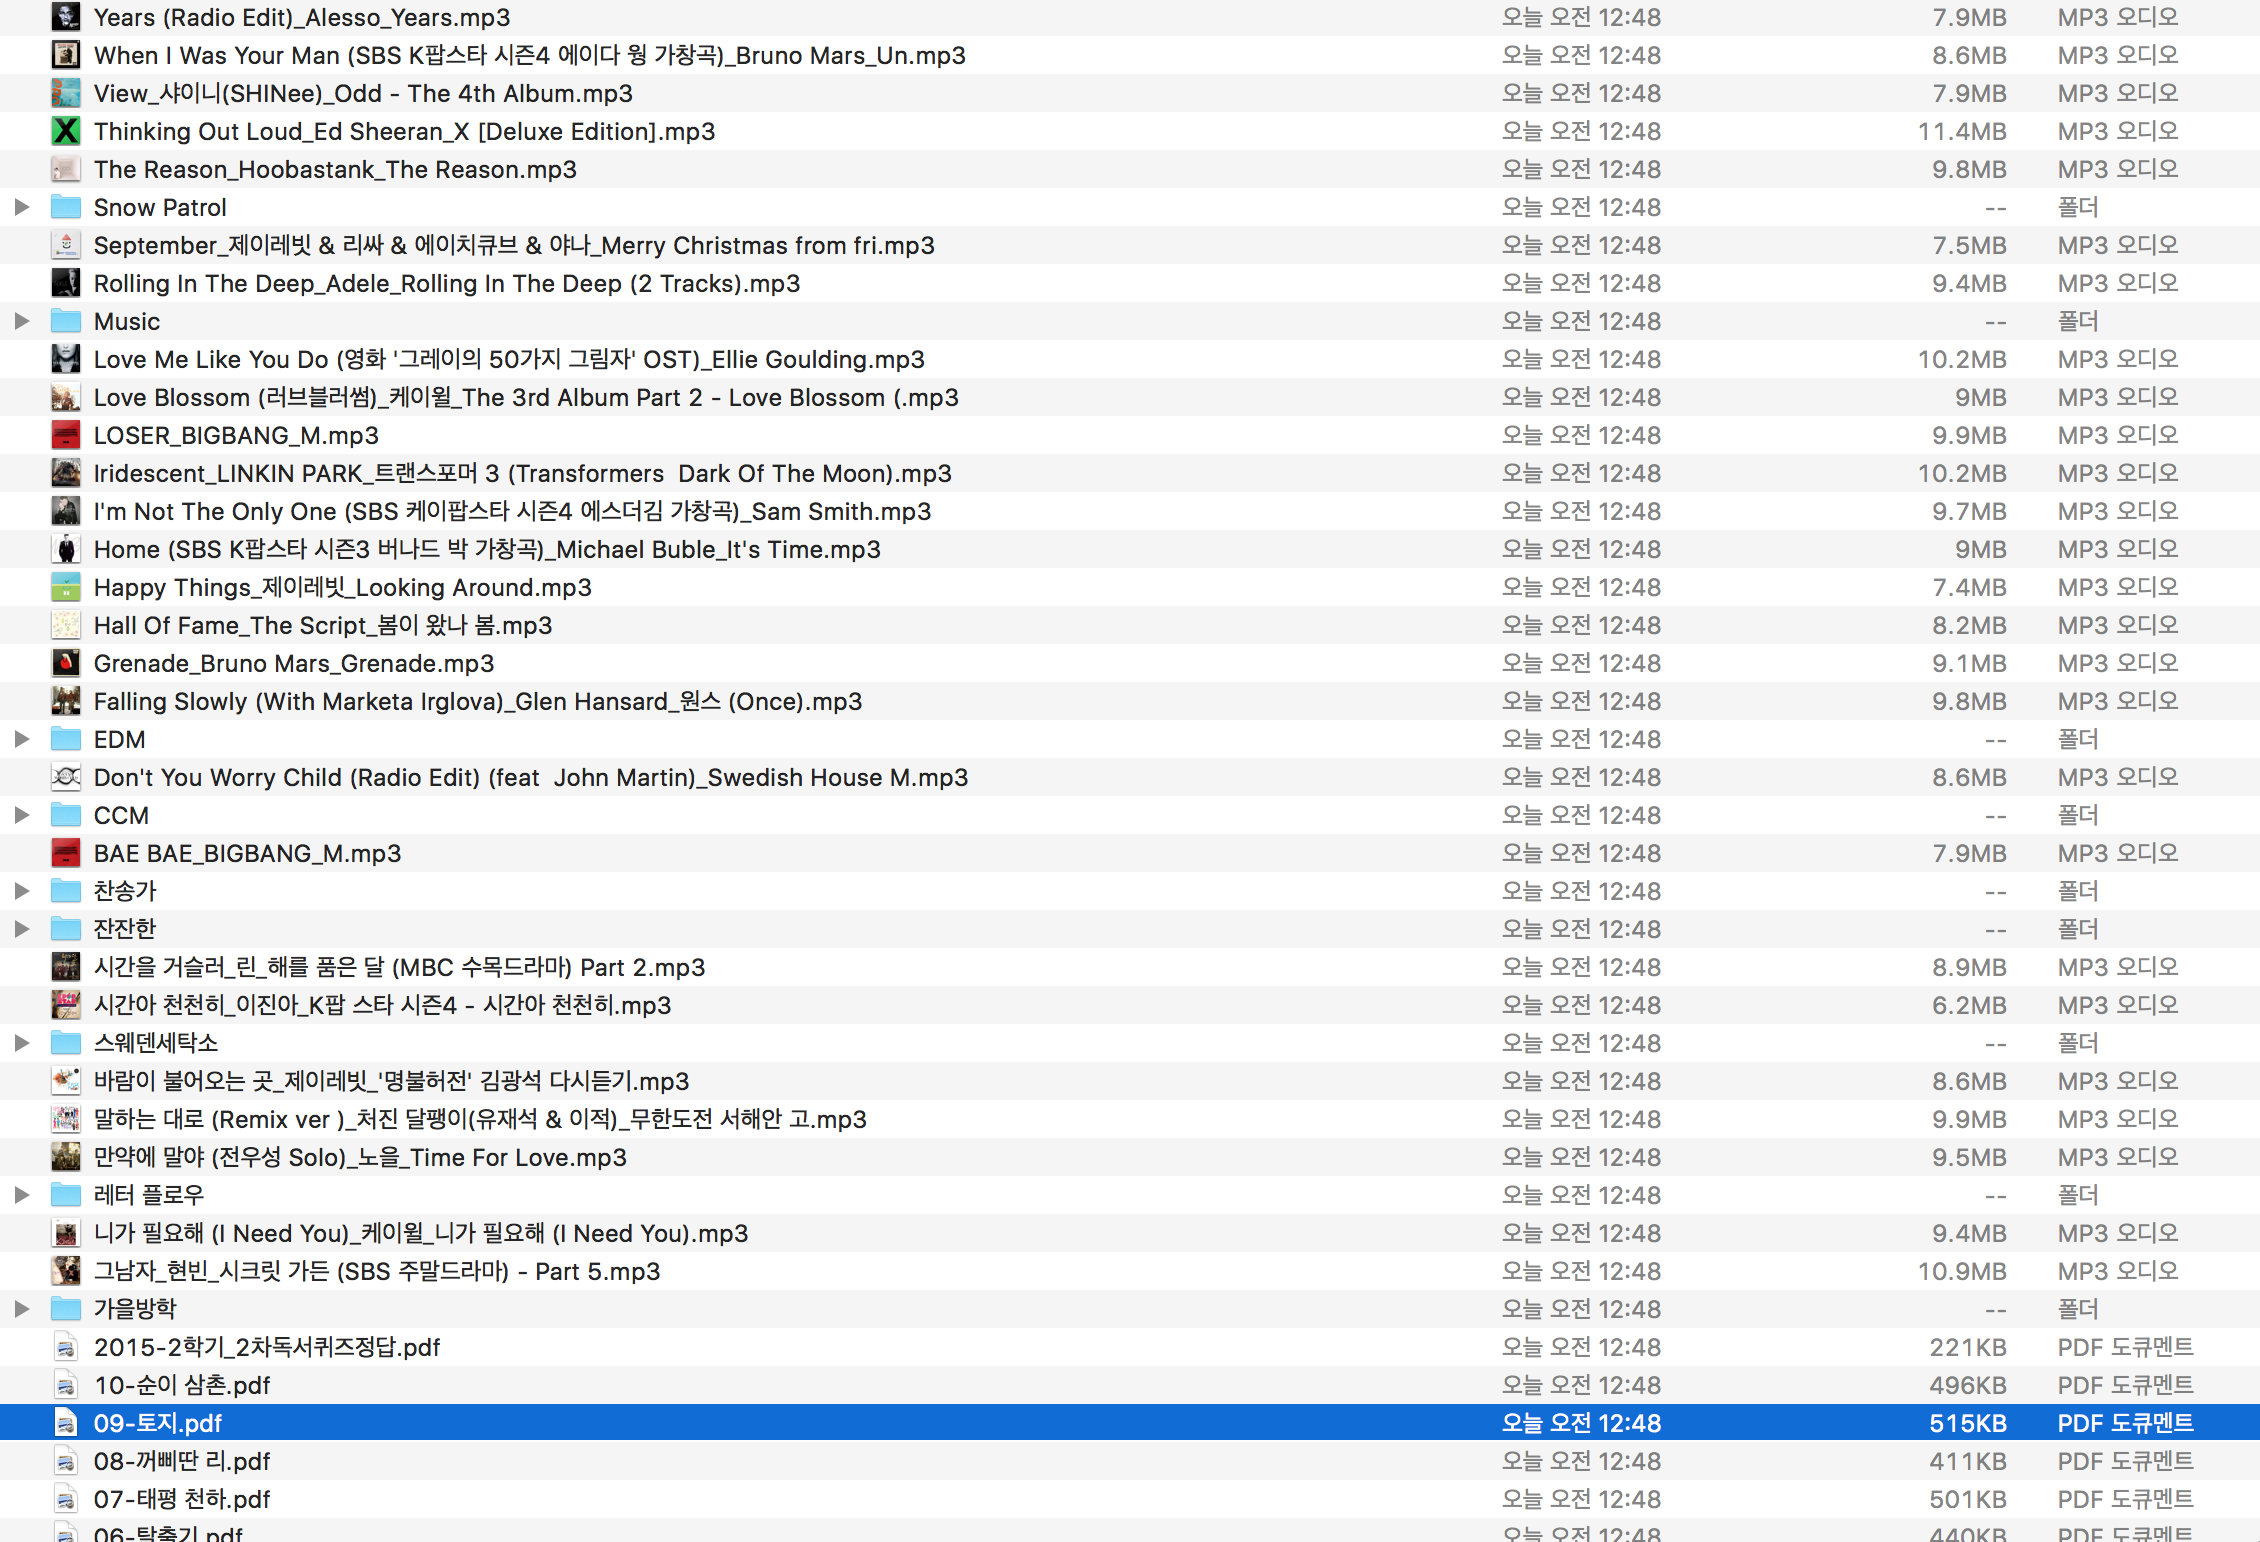 Years (Radio Edit)_Alesso_Years.mp3 오늘 오전 12:48 7.9MB MP3 오디오
When I Was Your Man (SBS K팝스타 시즌4 에이다 웡 가창곡)_Bruno Mars_Un.mp3 오늘 오전 12:48 8.6MB MP3 오디오
View_샤이니(SHINee)_Odd - The 4th Album.mp3 오늘 오전 12:48 7.9MB MP3 오디오
Thinking Out Loud_Ed Sheeran_X [Deluxe Edition].mp3 오늘 오전 12:48 11.4MB MP3 오디오
The Reason_Hoobastank_The Reason.mp3 오늘 오전 12:48 9.8MB MP3 오디오
Snow Patrol 오늘 오전 12:48 -- 폴더
September_제이레빗 & 리싸 & 에이치큐브 & 야나_Merry Christmas from fri.mp3 오늘 오전 12:48 7.5MB MP3 오디오
Rolling In The Deep_Adele_Rolling In The Deep (2 Tracks).mp3 오늘 오전 12:48 9.4MB MP3 오디오
Music 오늘 오전 12:48 -- 폴더
Love Me Like You Do (영화 '그레이의 50가지 그림자' OST)_Ellie Goulding.mp3 오늘 오전 12:48 10.2MB MP3 오디오
Love Blossom (러브블러썸)_케이윌_The 3rd Album Part 2 - Love Blossom (.mp3 오늘 오전 12:48 9MB MP3 오디오
LOSER_BIGBANG_M.mp3 오늘 오전 12:48 9.9MB MP3 오디오
Iridescent_LINKIN PARK_트랜스포머 3 (Transformers  Dark Of The Moon).mp3 오늘 오전 12:48 10.2MB MP3 오디오
I'm Not The Only One (SBS 케이팝스타 시즌4 에스더김 가창곡)_Sam Smith.mp3 오늘 오전 12:48 9.7MB MP3 오디오
Home (SBS K팝스타 시즌3 버나드 박 가창곡)_Michael Buble_It's Time.mp3 오늘 오전 12:48 9MB MP3 오디오
Happy Things_제이레빗_Looking Around.mp3 오늘 오전 12:48 7.4MB MP3 오디오
Hall Of Fame_The Script_봄이 왔나 봄.mp3 오늘 오전 12:48 8.2MB MP3 오디오
Grenade_Bruno Mars_Grenade.mp3 오늘 오전 12:48 9.1MB MP3 오디오
Falling Slowly (With Marketa Irglova)_Glen Hansard_원스 (Once).mp3 오늘 오전 12:48 9.8MB MP3 오디오
EDM 오늘 오전 12:48 -- 폴더
Don't You Worry Child (Radio Edit) (feat  John Martin)_Swedish House M.mp3 오늘 오전 12:48 8.6MB MP3 오디오
CCM 오늘 오전 12:48 -- 폴더
BAE BAE_BIGBANG_M.mp3 오늘 오전 12:48 7.9MB MP3 오디오
찬송가 오늘 오전 12:48 -- 폴더
잔잔한 오늘 오전 12:48 -- 폴더
시간을 거슬러_린_해를 품은 달 (MBC 수목드라마) Part 2.mp3 오늘 오전 12:48 8.9MB MP3 오디오
시간아 천천히_이진아_K팝 스타 시즌4 - 시간아 천천히.mp3 오늘 오전 12:48 6.2MB MP3 오디오
스웨덴세탁소 오늘 오전 12:48 -- 폴더
바람이 불어오는 곳_제이레빗_'명불허전' 김광석 다시듣기.mp3 오늘 오전 12:48 8.6MB MP3 오디오
말하는 대로 (Remix ver )_처진 달팽이(유재석 & 이적)_무한도전 서해안 고.mp3 오늘 오전 12:48 9.9MB MP3 오디오
만약에 말야 (전우성 Solo)_노을_Time For Love.mp3 오늘 오전 12:48 9.5MB MP3 오디오
레터 플로우 오늘 오전 12:48 -- 폴더
니가 필요해 (I Need You)_케이윌_니가 필요해 (I Need You).mp3 오늘 오전 12:48 9.4MB MP3 오디오
그남자_현빈_시크릿 가든 (SBS 주말드라마) - Part 5.mp3 오늘 오전 12:48 10.9MB MP3 오디오
가을방학 오늘 오전 12:48 -- 폴더
2015-2학기_2차독서퀴즈정답.pdf 오늘 오전 12:48 221KB PDF 도큐멘트
10-순이 삼촌.pdf 오늘 오전 12:48 496KB PDF 도큐멘트
09-토지.pdf 오늘 오전 12:48 515KB PDF 도큐멘트
08-꺼삐딴 리.pdf 오늘 오전 12:48 411KB PDF 도큐멘트
07-태평 천하.pdf 오늘 오전 12:48 501KB PDF 도큐멘트
06-탈출기.pdf 오늘 오전 12:48 440KB PDF 도큐멘트